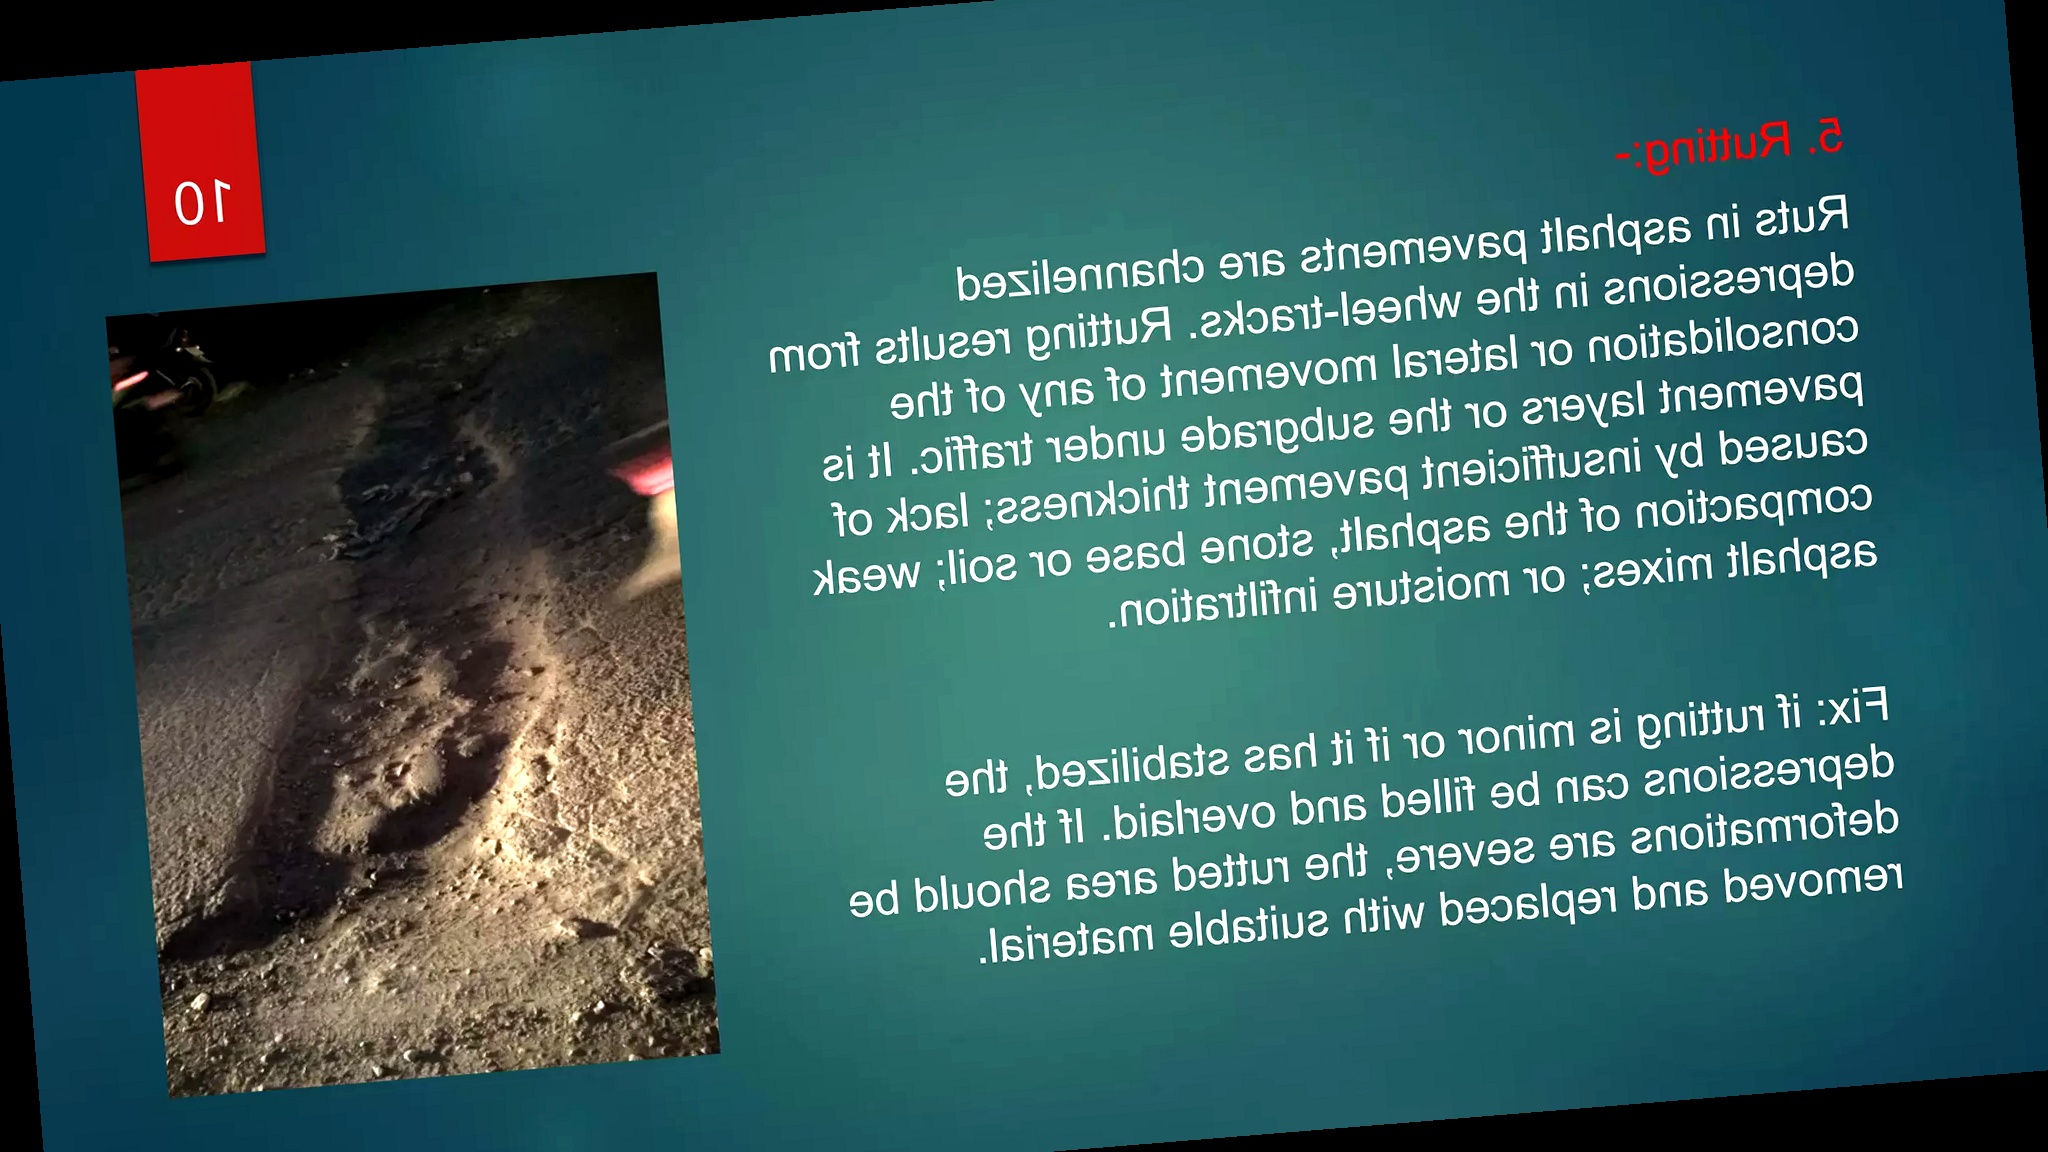 10
5. Rutting:-
Ruts in asphalt pavements are channelized
depressions in the wheel-tracks. Rutting results from
consolidation or lateral movement of any of the
pavement layers or the subgrade under traffic. It is
caused by insufficient pavement thickness; lack of
compaction of the asphalt, stone base or soil; weak
asphalt mixes; or moisture infiltration.
Fix: if rutting is minor or if it has stabilized, the
depressions can be filled and overlaid. If the
deformations are severe, the rutted area should be
removed and replaced with suitable material.